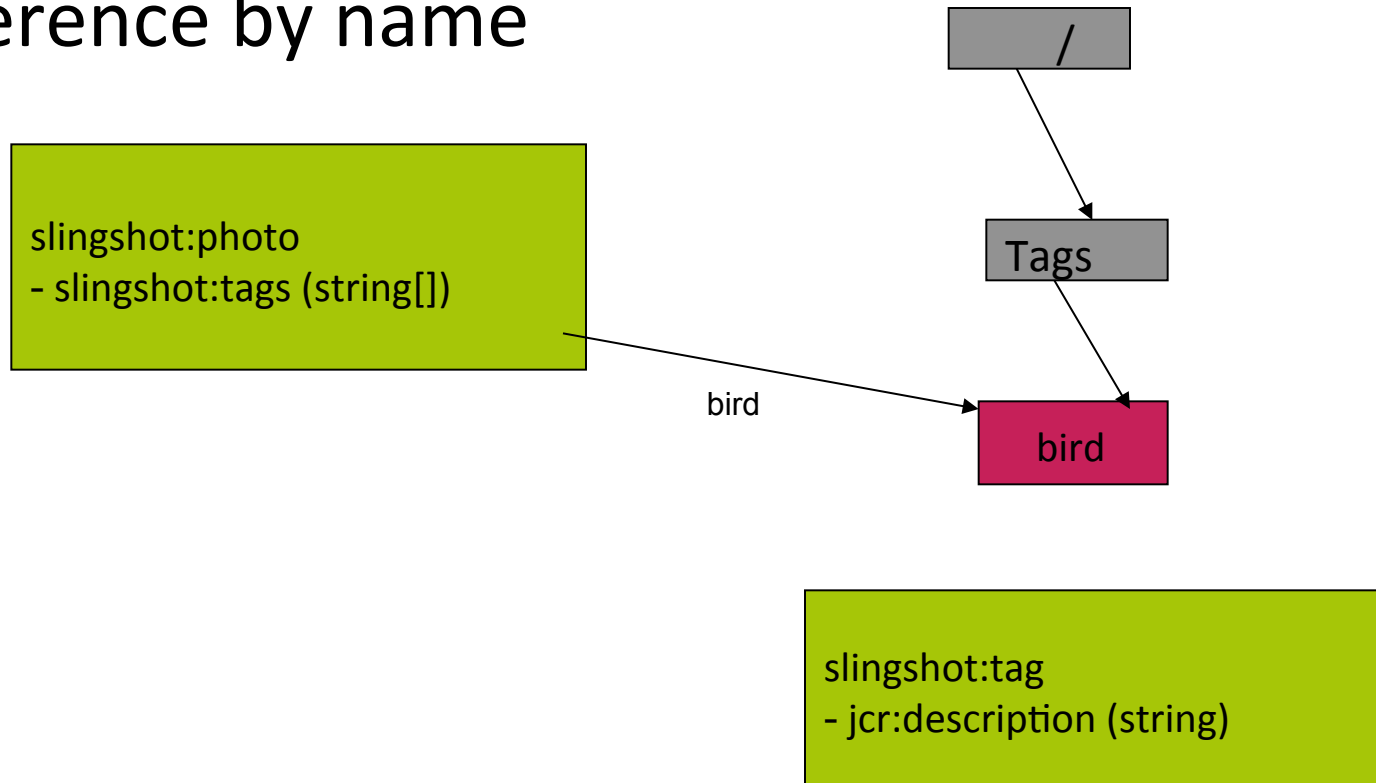 erence by name
/
slingshot:photo
- slingshot:tags (string[])
Tags
bird
bird
slingshot:tag
- jcr:description (string)